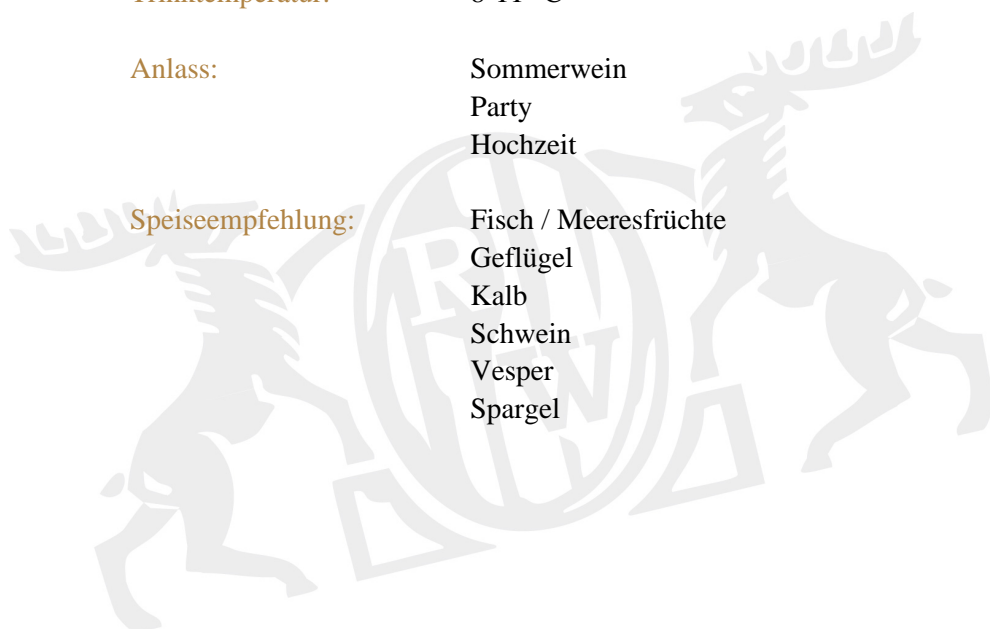 Anlass: Sommerwein
Party
Hochzeit
Speiseempfehlung: Fisch / Meeresfrüchte
Geflügel
Kalb
Schwein
Vesper
Spargel
R W